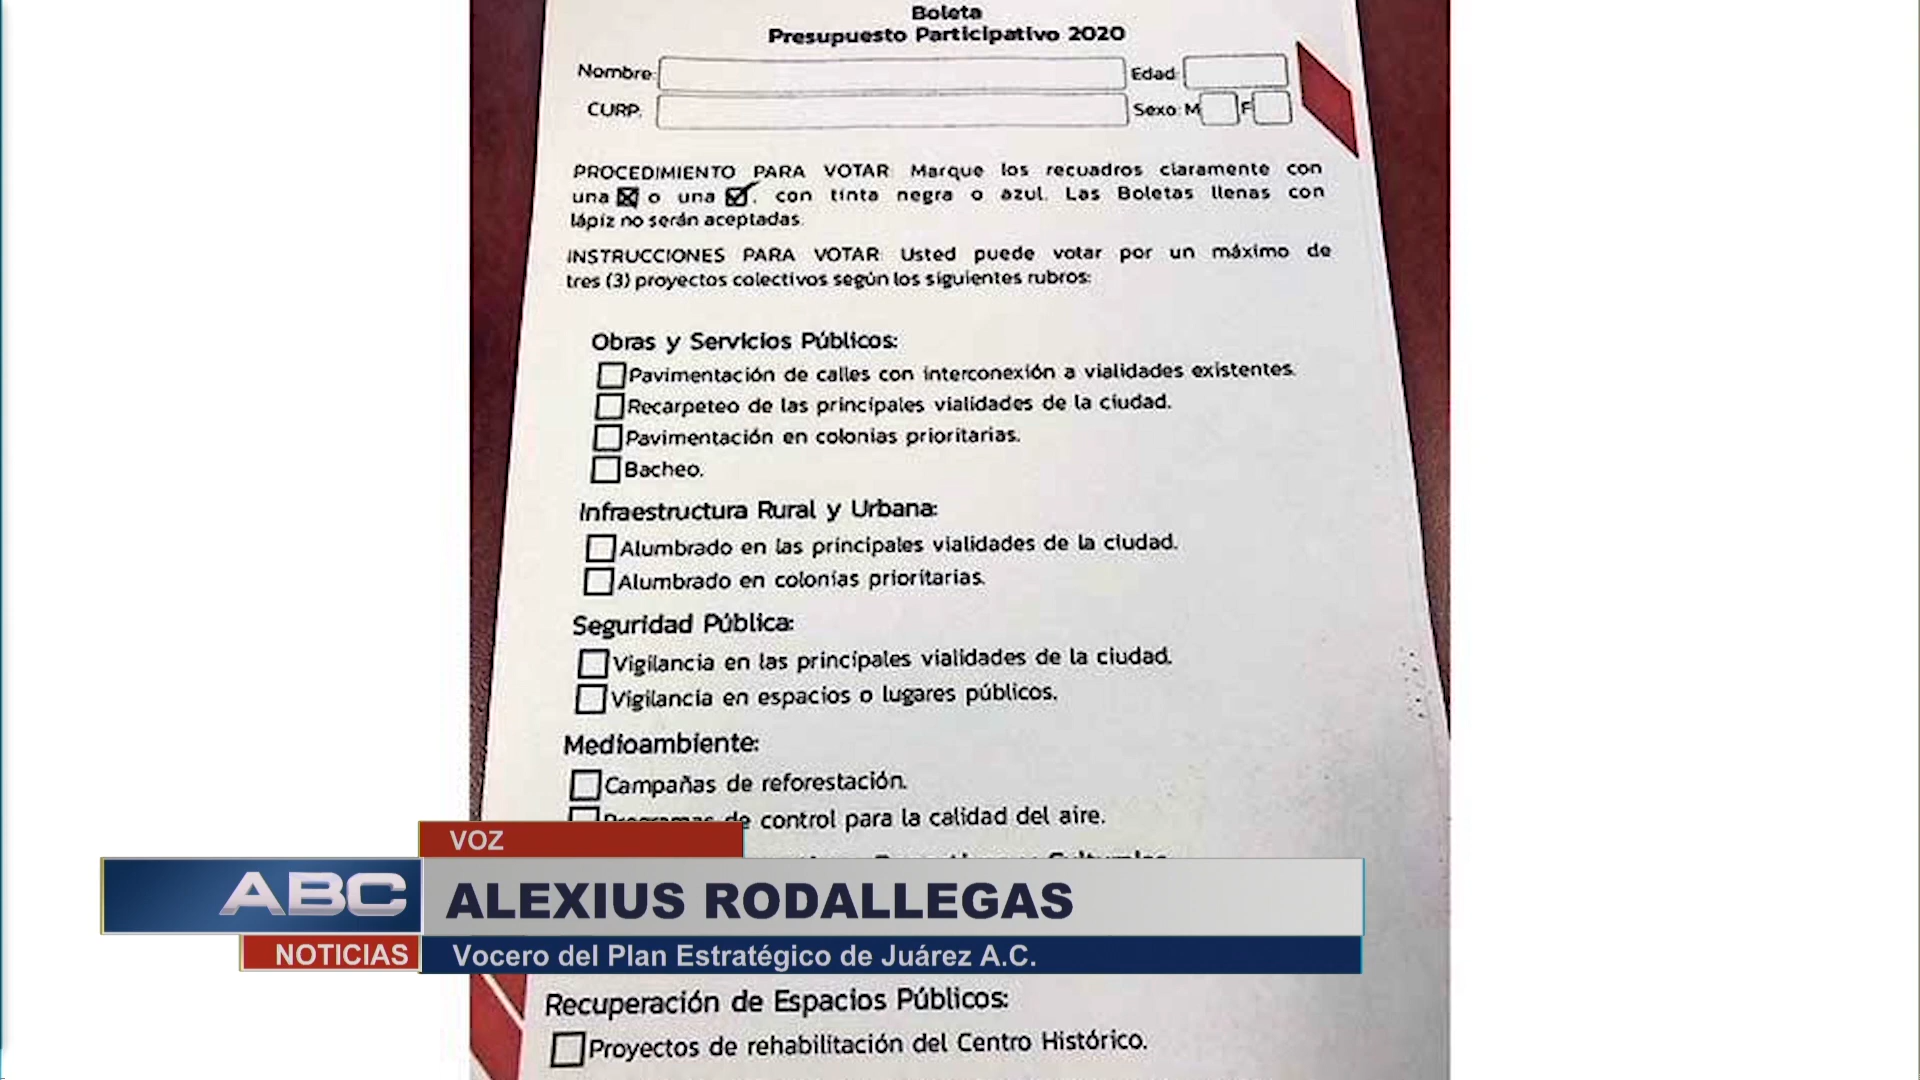 Boleta
Presupuesto Participativo 2020
Nombre: Edad:
CURP: Sexo: M F
PROCEDIMIENTO PARA VOTAR: Marque los recuadros claramente con
una o una , con tinta negra o azul. Las Boletas llenas con
lápiz no serán aceptadas.
INSTRUCCIONES PARA VOTAR: Usted puede votar por un máximo de
tres (3) proyectos colectivos según los siguientes rubros:
Obras y Servicios Públicos:
Pavimentación de calles con interconexión a vialidades existentes.
Recarpeteo de las principales vialidades de la ciudad.
Pavimentación en colonias prioritarias.
Bacheo.
Infraestructura Rural y Urbana:
Alumbrado en las principales vialidades de la ciudad.
Alumbrado en colonias prioritarias.
Seguridad Pública:
Vigilancia en las principales vialidades de la ciudad.
Vigilancia en espacios o lugares públicos.
Medioambiente:
Campañas de reforestación.
Programas de control para la calidad del aire.
VOZ
ABC
ALEXIUS RODALLEGAS
NOTICIAS
Vocero del Plan Estratégico de Juárez A.C.
Recuperación de Espacios Públicos:
Proyectos de rehabilitación del Centro Histórico.